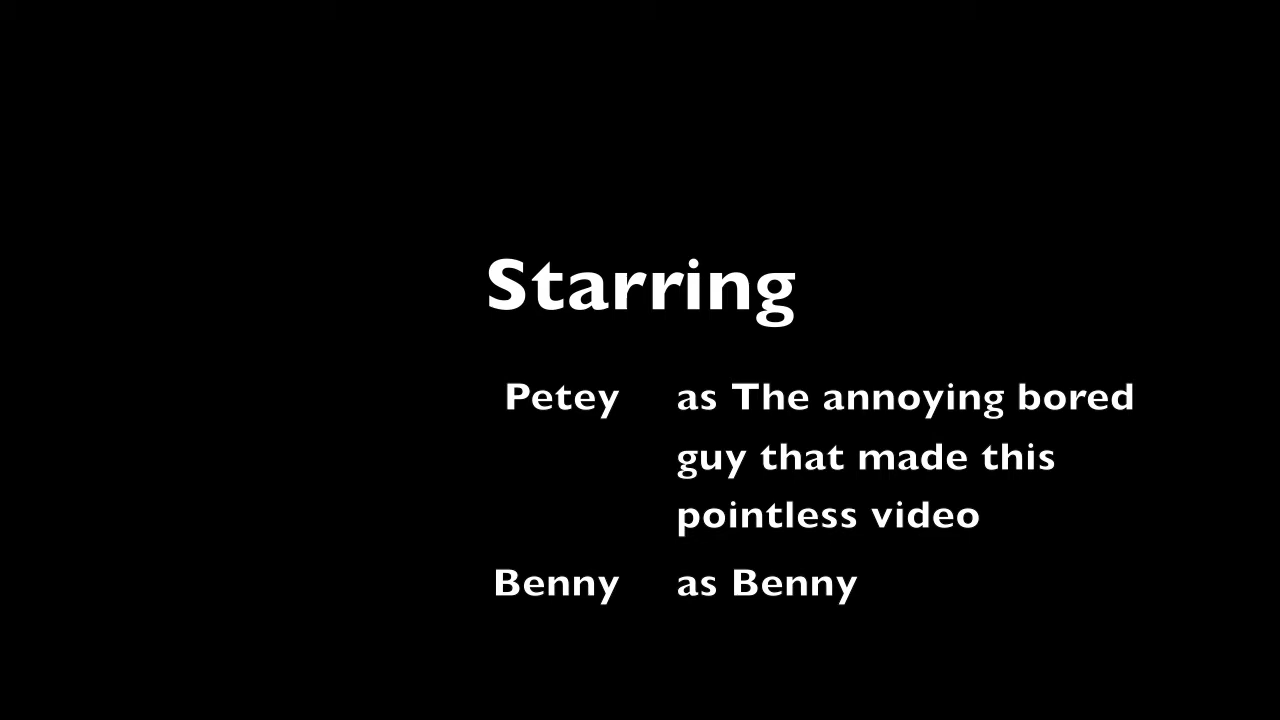 Starring
Petey as The annoying bored
guy that made this
pointless video
Benny as Benny